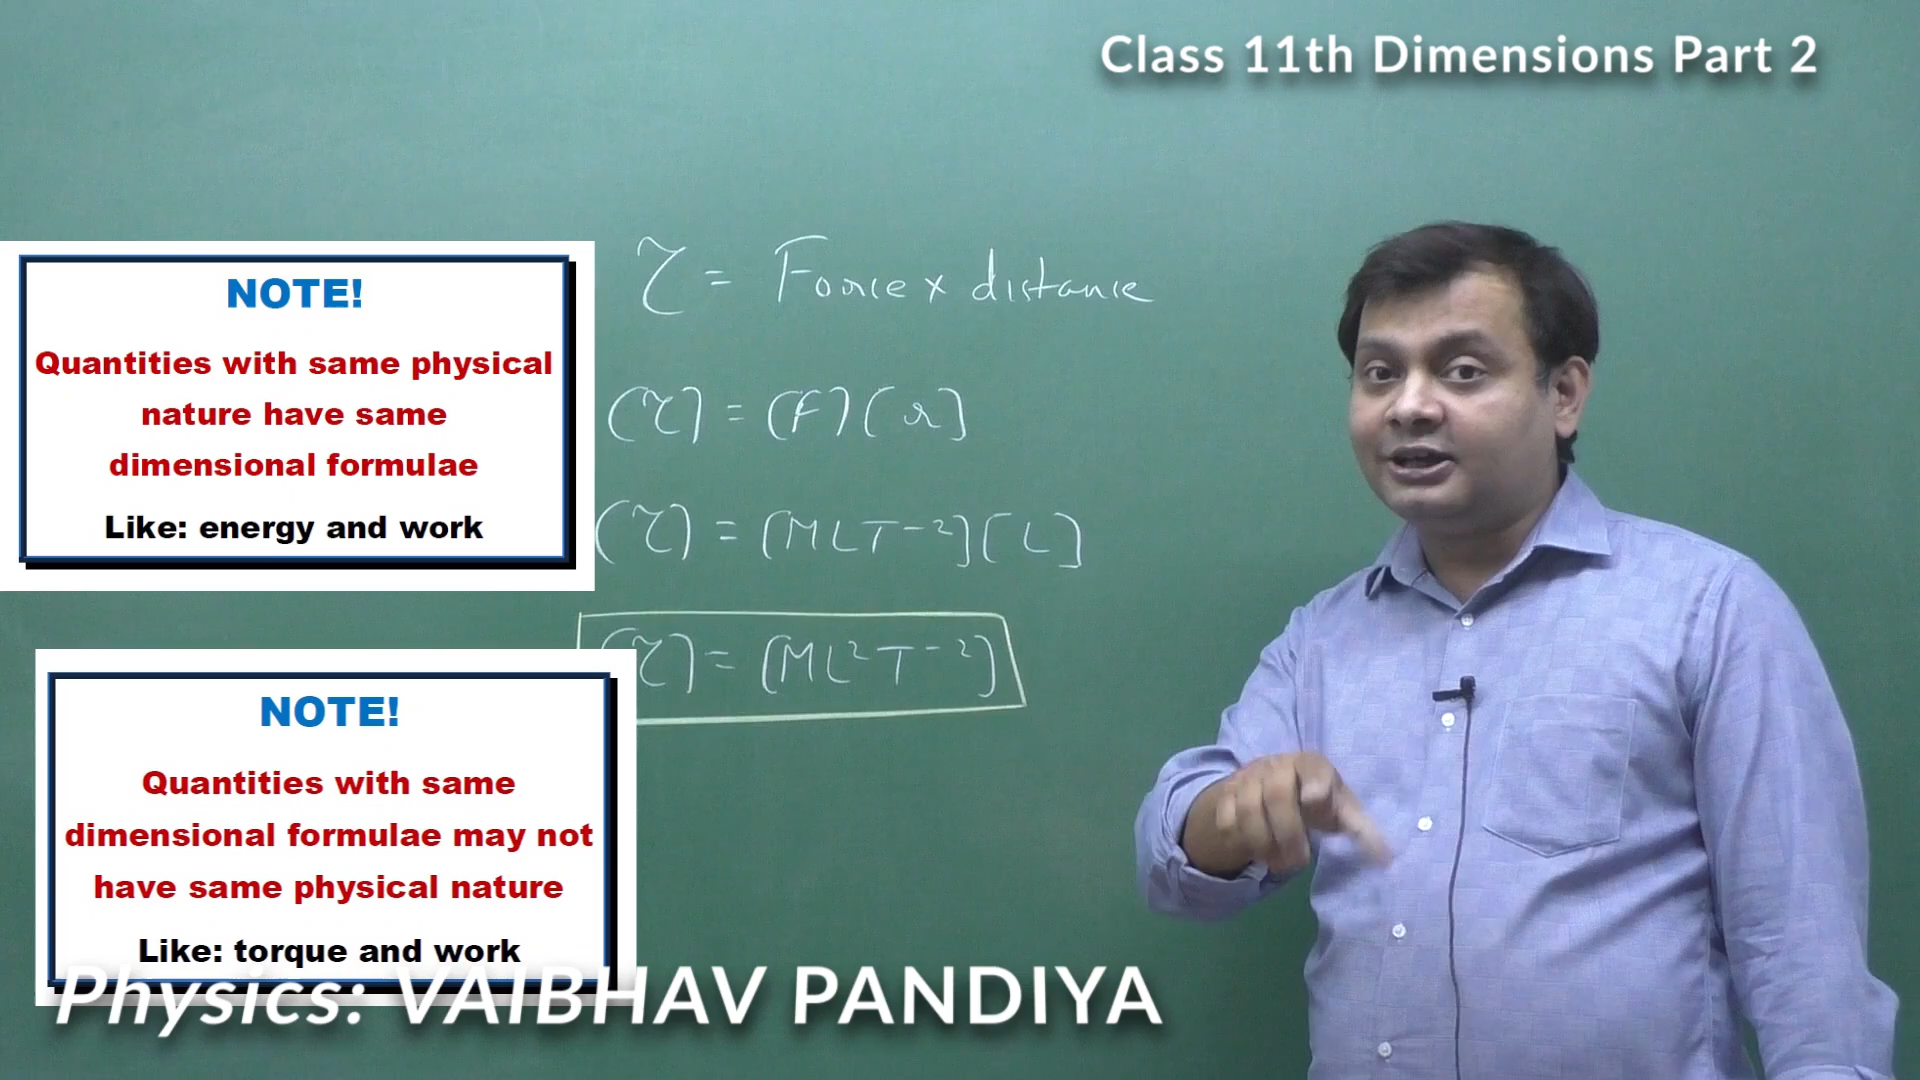 Class 11th Dimensions Part 2
NOTE!
Quantities with same physical
nature have same
dimensional formulae
Like: energy and work
τ = Force × distance
[τ] = [F][r]
[τ] = [MLT⁻²][L]
[τ] = [ML²T⁻²]
NOTE!
Quantities with same
dimensional formulae may not
have same physical nature
Like: torque and work
Physics: VAIBHAV PANDIYA